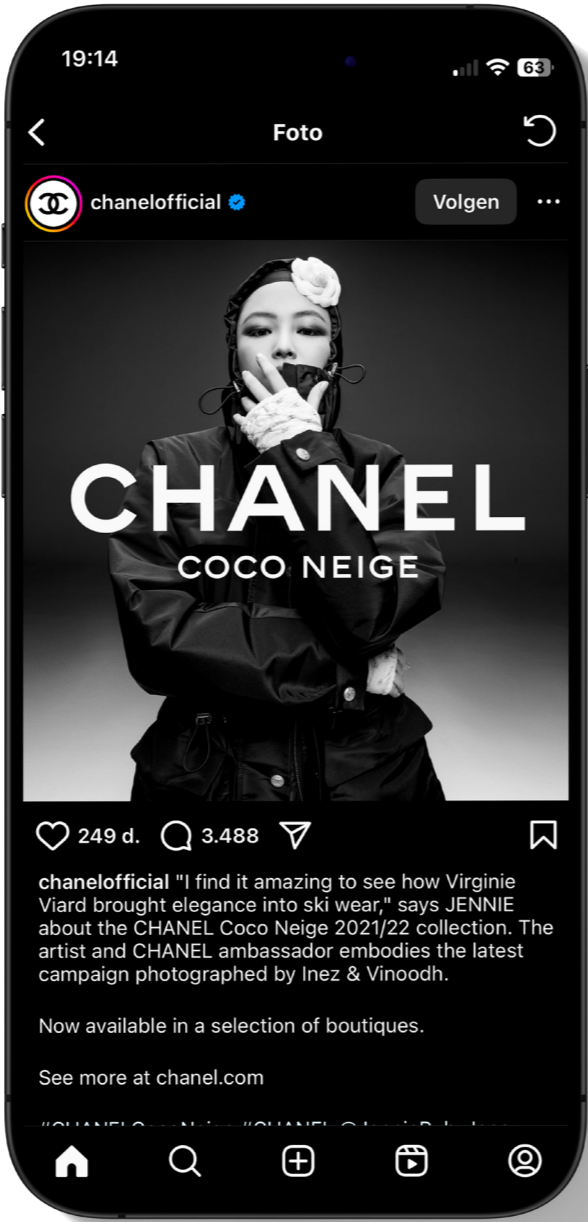 19:14
63
Foto
chanelofficial
Volgen
CHANEL
COCO NEIGE
249 d.
3.488
chanelofficial "I find it amazing to see how Virginie
Viard brought elegance into ski wear," says JENNIE
about the CHANEL Coco Neige 2021/22 collection. The
artist and CHANEL ambassador embodies the latest
campaign photographed by Inez & Vinoodh.
Now available in a selection of boutiques.
See more at chanel.com